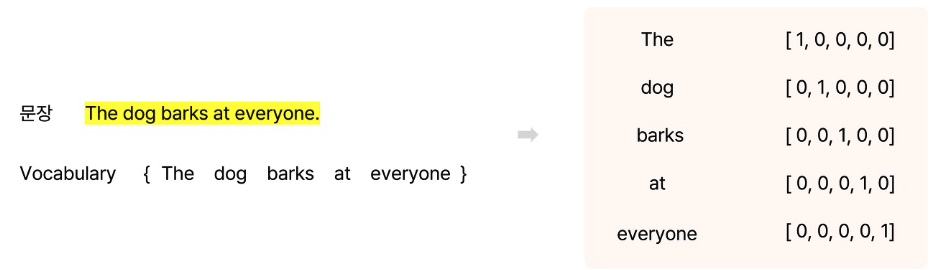 문장 The dog barks at everyone.
Vocabulary { The dog barks at everyone }
The [ 1, 0, 0, 0, 0]
dog [ 0, 1, 0, 0, 0]
barks [ 0, 0, 1, 0, 0]
at [ 0, 0, 0, 1, 0]
everyone [ 0, 0, 0, 0, 1]